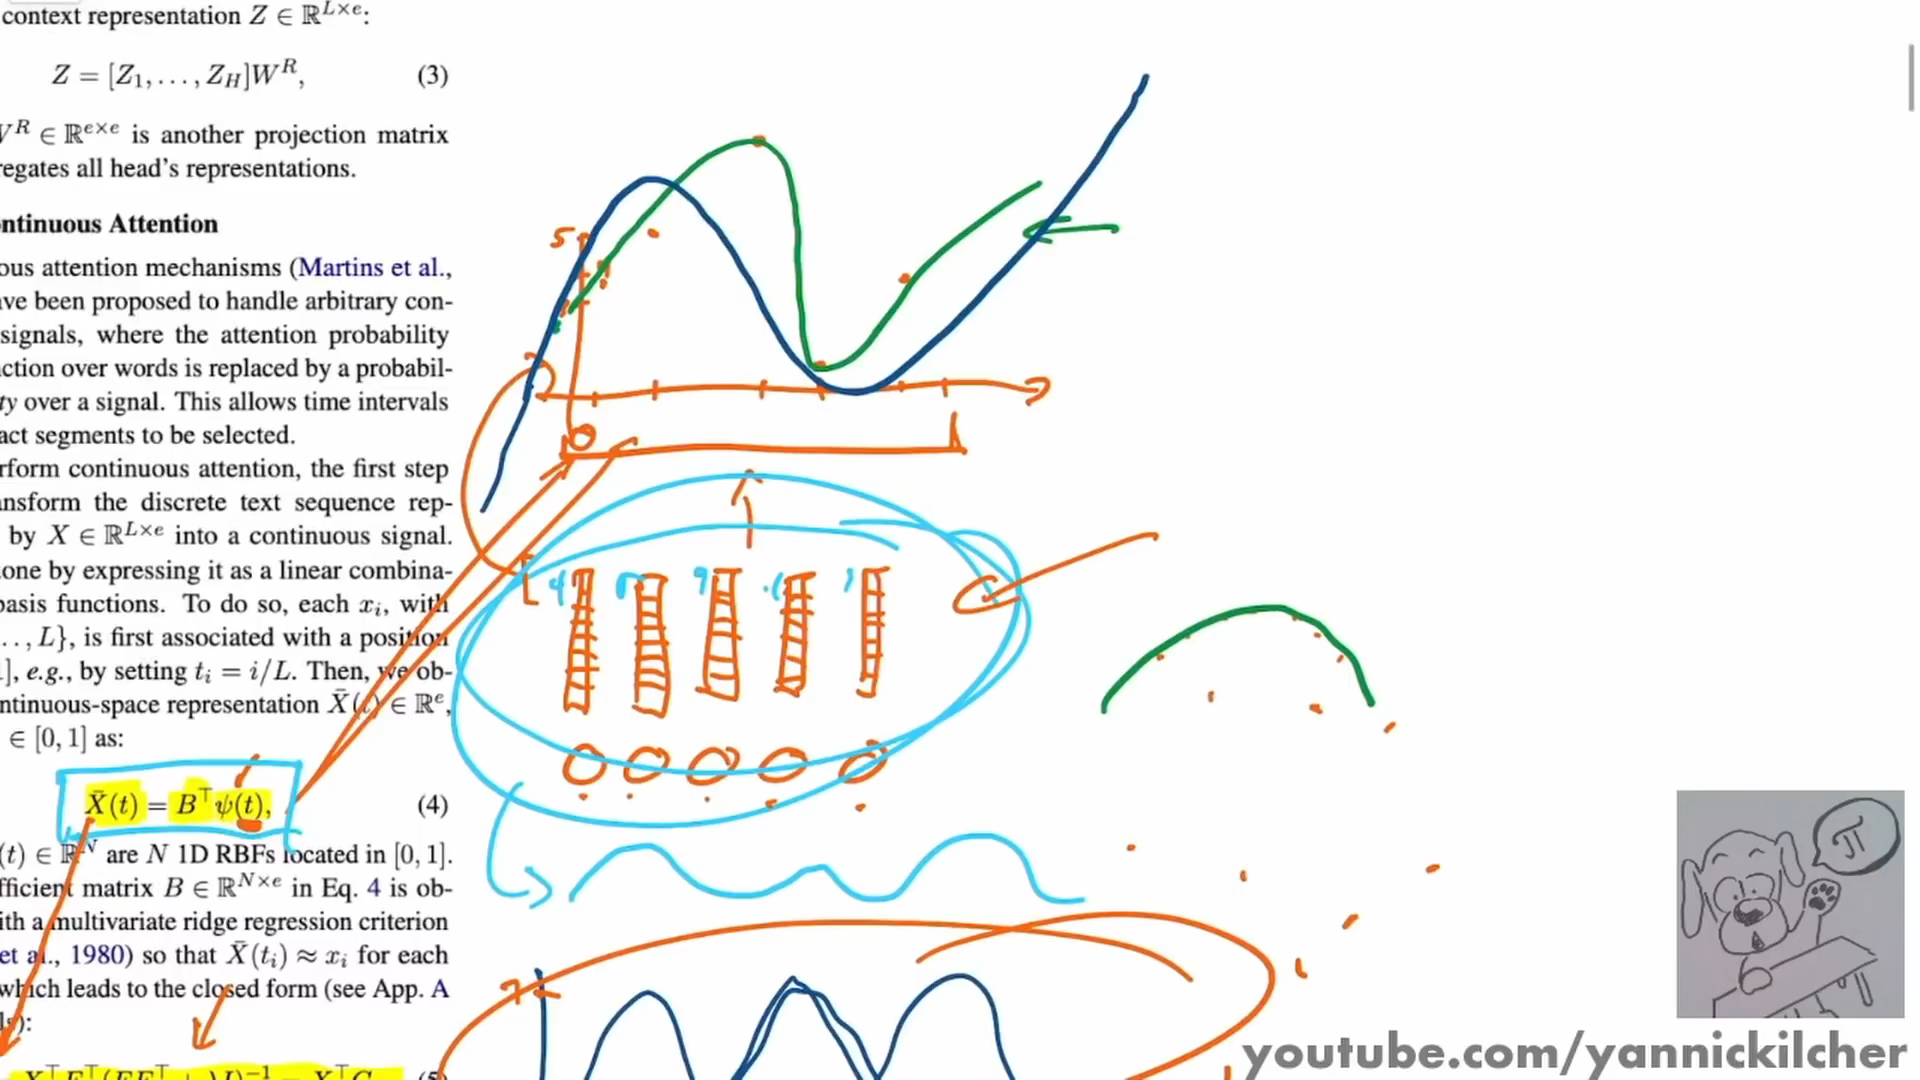 context representation Z ∈ ℝ^{L×e}:
Z = [Z_1, . . . , Z_H]W^R, (3)
W^R ∈ ℝ^{e×e} is another projection matrix
regates all head's representations.
ontinuous Attention
ous attention mechanisms (Martins et al.,
ave been proposed to handle arbitrary con-
signals, where the attention probability
ction over words is replaced by a probabil-
ty over a signal. This allows time intervals
act segments to be selected.
rform continuous attention, the first step
ansform the discrete text sequence rep-
by X ∈ ℝ^{L×e} into a continuous signal.
one by expressing it as a linear combina-
basis functions. To do so, each x_i, with
. . , L}, is first associated with a position
], e.g., by setting t_i = i/L. Then, we ob-
ntinuous-space representation X̄(t) ∈ ℝ^e,
∈ [0, 1] as:
X̄(t) = B^⊤ψ(t), (4)
(t) ∈ ℝ^N are N 1D RBFs located in [0, 1].
fficient matrix B ∈ ℝ^{N×e} in Eq. 4 is ob-
ith a multivariate ridge regression criterion
et al., 1980) so that X̄(t_i) ≈ x_i for each
which leads to the closed form (see App. A
ls):
5
0
1
π
youtube.com/yannickilcher